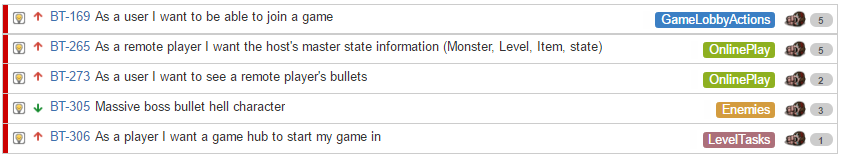 BT-169 As a user I want to be able to join a game GameLobbyActions 5
BT-265 As a remote player I want the host's master state information (Monster, Level, Item, state) OnlinePlay 5
BT-273 As a user I want to see a remote player's bullets OnlinePlay 2
BT-305 Massive boss bullet hell character Enemies 3
BT-306 As a player I want a game hub to start my game in LevelTasks 1